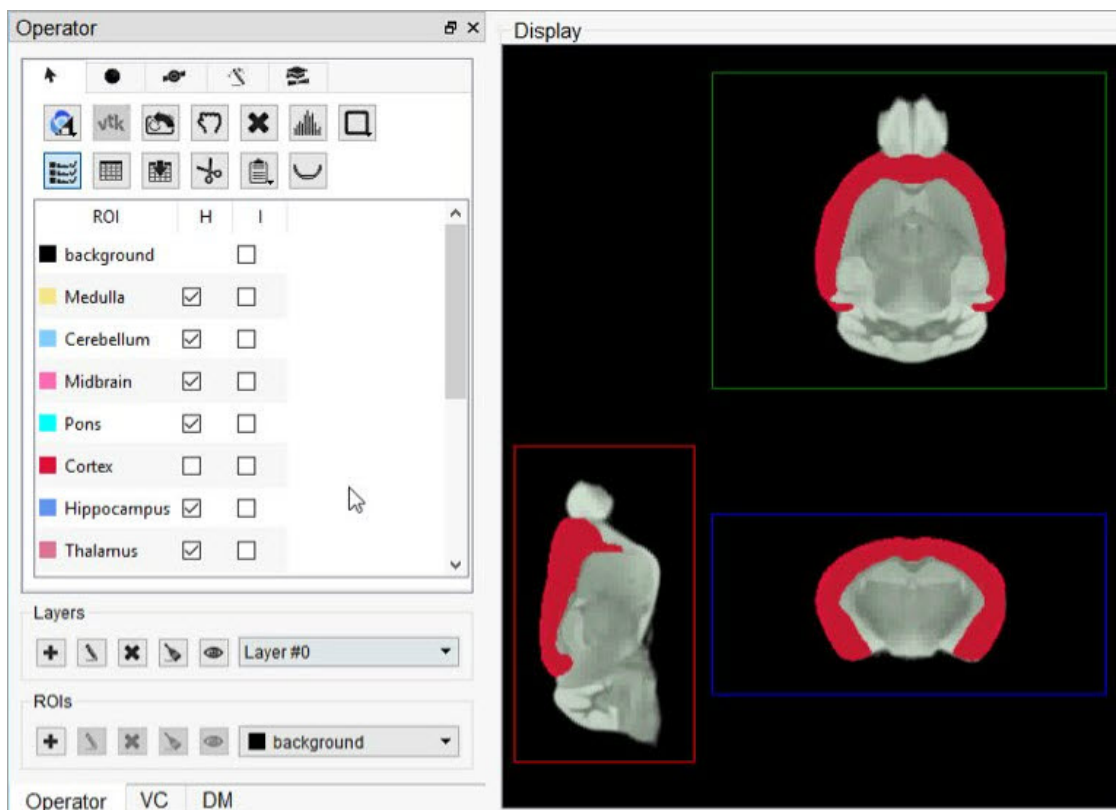 Operator
Display
vtk
ROI H I
background
Medulla
Cerebellum
Midbrain
Pons
Cortex
Hippocampus
Thalamus
Layers
Layer #0
ROIs
background
Operator VC DM